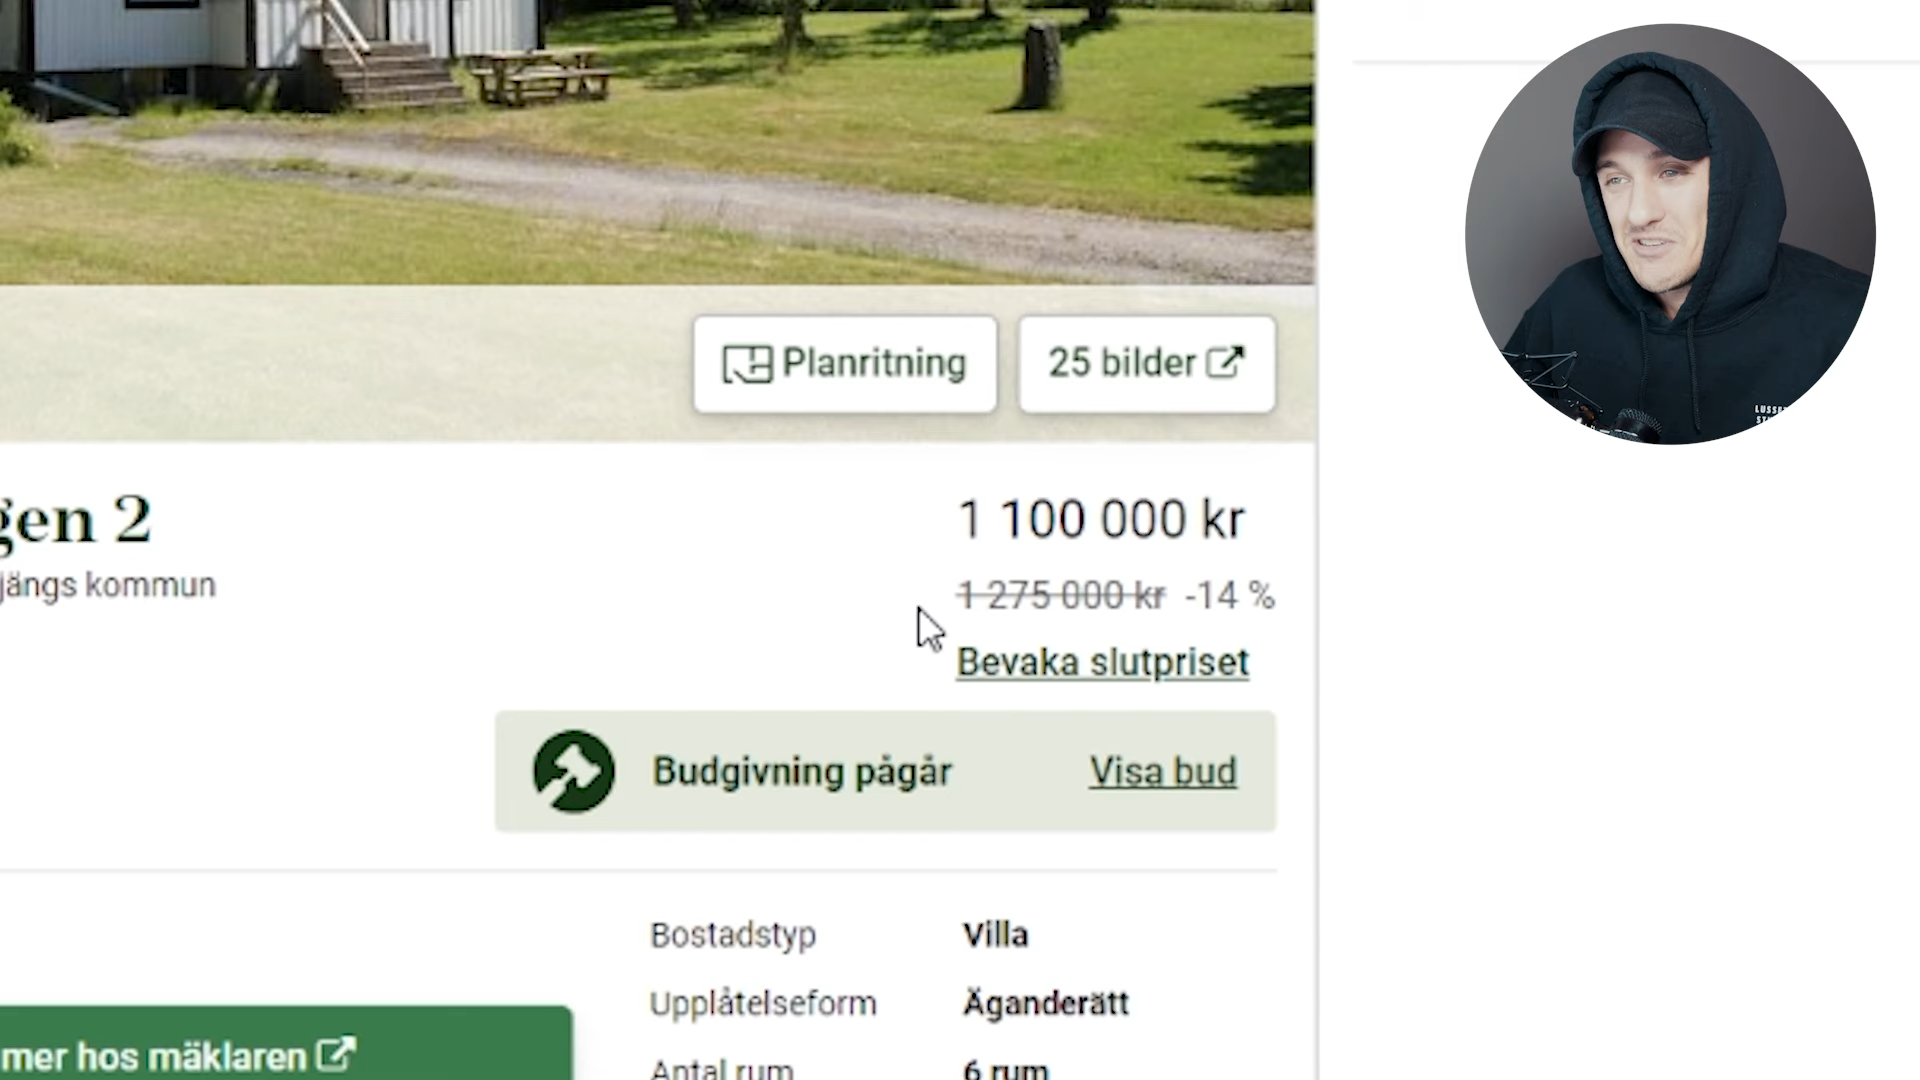 Planritning
25 bilder
gen 2
jängs kommun
1 100 000 kr
1 275 000 kr -14 %
Bevaka slutpriset
Budgivning pågår
Visa bud
Bostadstyp Villa
Upplåtelseform Äganderätt
Antal rum 6 rum
mer hos mäklaren